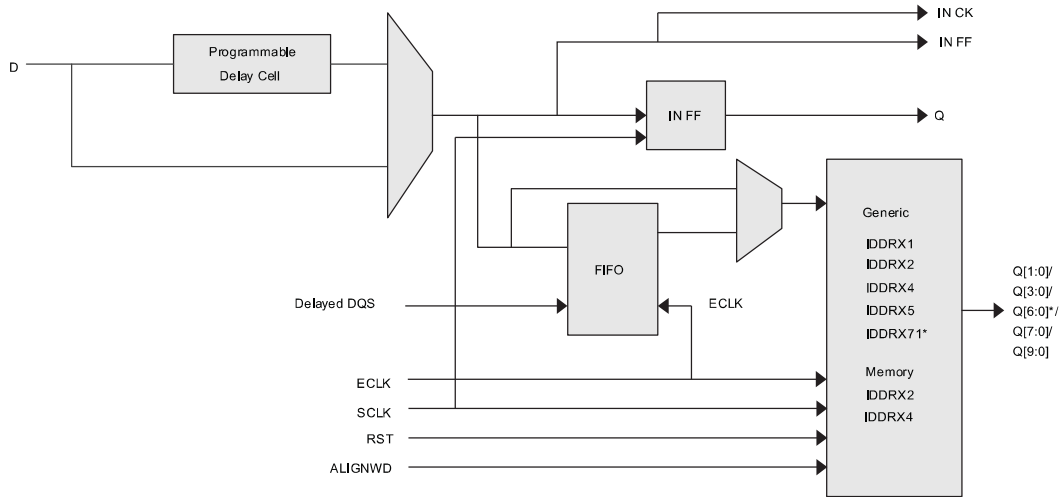 IN CK
IN FF
D
Programmable
Delay Cell
IN FF
Q
Generic
IDDRX1
IDDRX2
IDDRX4
IDDRX5
IDDRX71*
Memory
IDDRX2
IDDRX4
FIFO
Delayed DQS
ECLK
Q[1:0]/
Q[3:0]/
Q[6:0]*/
Q[7:0]/
Q[9:0]
ECLK
SCLK
RST
ALIGNWD